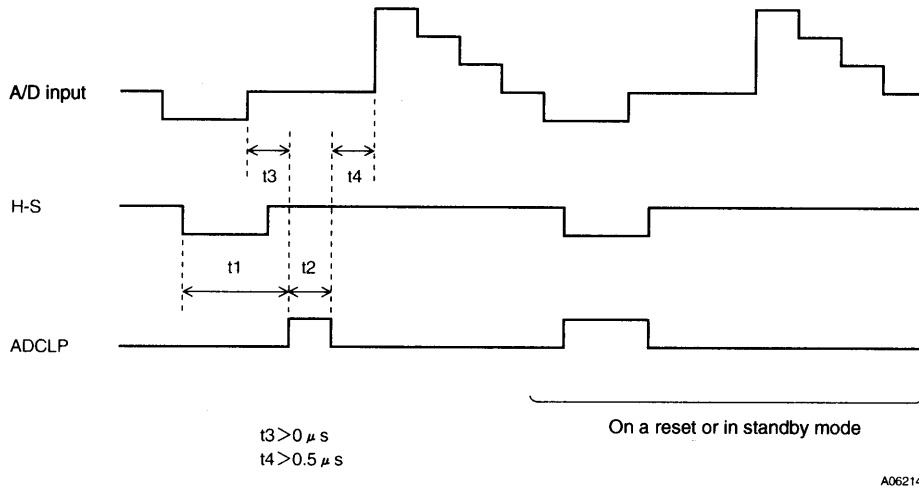 A/D input
t3
t4
H-S
t1
t2
ADCLP
On a reset or in standby mode
t3>0 μs
t4>0.5 μs
A06214